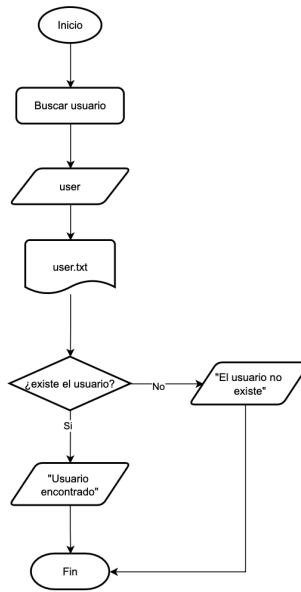 Inicio
Buscar usuario
user
user.txt
¿existe el usuario?
No
"El usuario no
existe"
Si
"Usuario
encontrado"
Fin